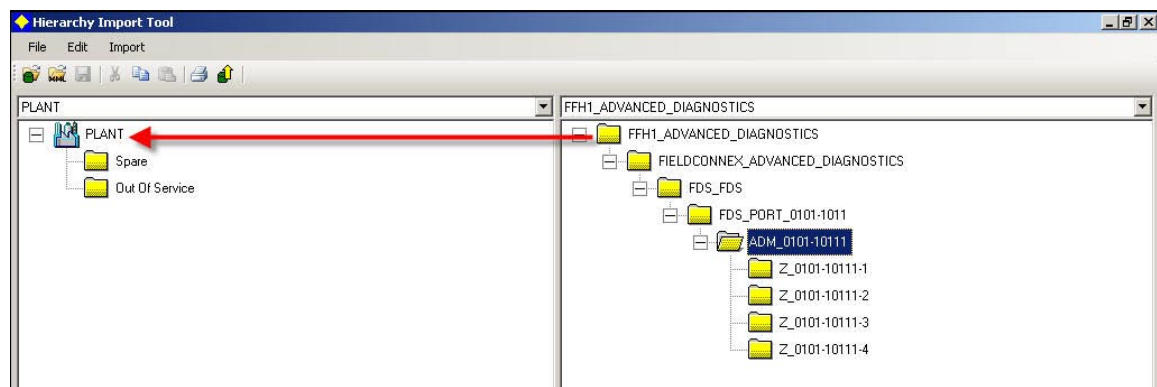 Hierarchy Import Tool
File Edit Import
PLANT
FFH1_ADVANCED_DIAGNOSTICS
PLANT
Spare
Out Of Service
FFH1_ADVANCED_DIAGNOSTICS
FIELDCONNEX_ADVANCED_DIAGNOSTICS
FDS_FDS
FDS_PORT_0101-1011
ADM_0101-10111
Z_0101-10111-1
Z_0101-10111-2
Z_0101-10111-3
Z_0101-10111-4